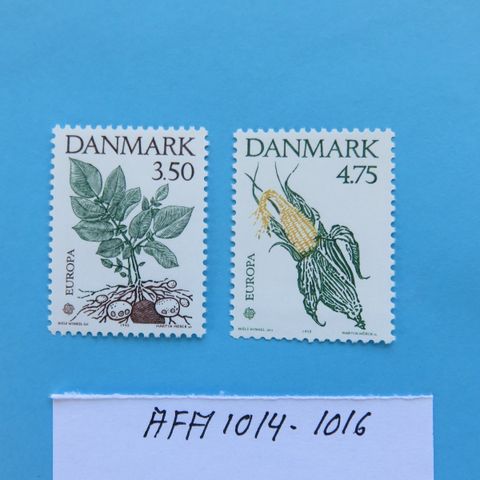 DANMARK
3.50
EUROPA
DANMARK
4.75
EUROPA
AFA 1014-1016